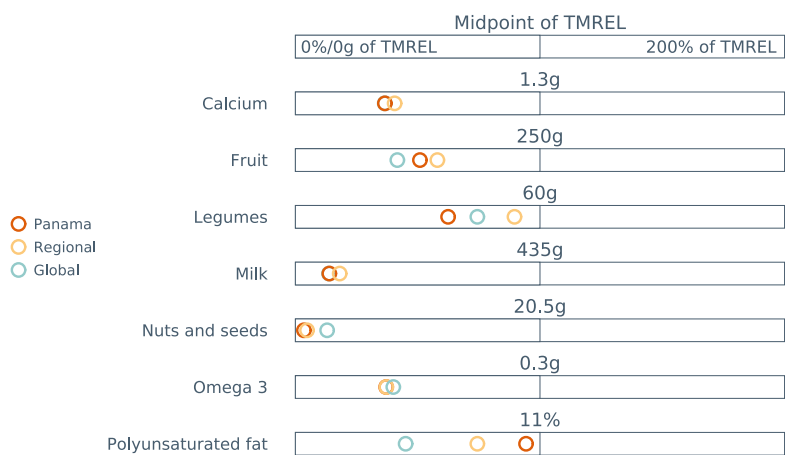 Midpoint of TMREL
0%/0g of TMREL 200% of TMREL
1.3g
Calcium
250g
Fruit
60g
Legumes
Panama
Regional
Global
435g
Milk
20.5g
Nuts and seeds
0.3g
Omega 3
11%
Polyunsaturated fat